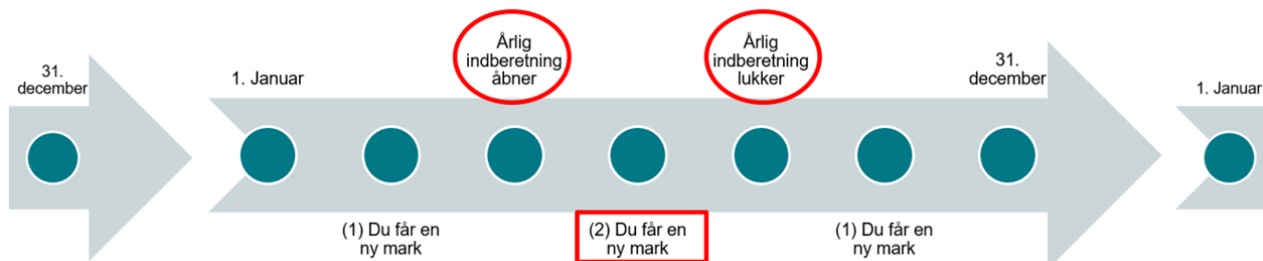 31.
december
1. Januar
Årlig
indberetning
åbner
Årlig
indberetning
lukker
31.
december
1. Januar
(1) Du får en
ny mark
(2) Du får en
ny mark
(1) Du får en
ny mark